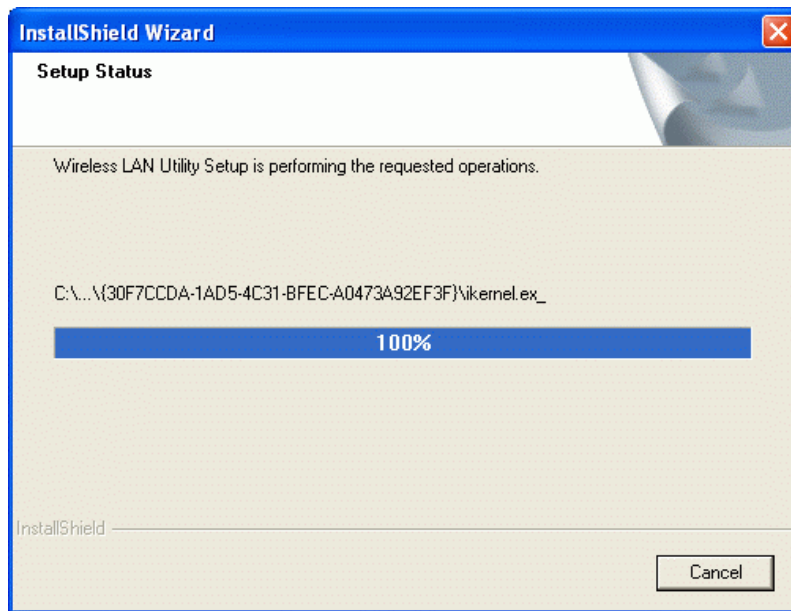 InstallShield Wizard
Setup Status
Wireless LAN Utility Setup is performing the requested operations.
C:\...\{30F7CCDA-1AD5-4C31-BFEC-A0473A92EF3F}\ikernel.ex_
100%
InstallShield
Cancel